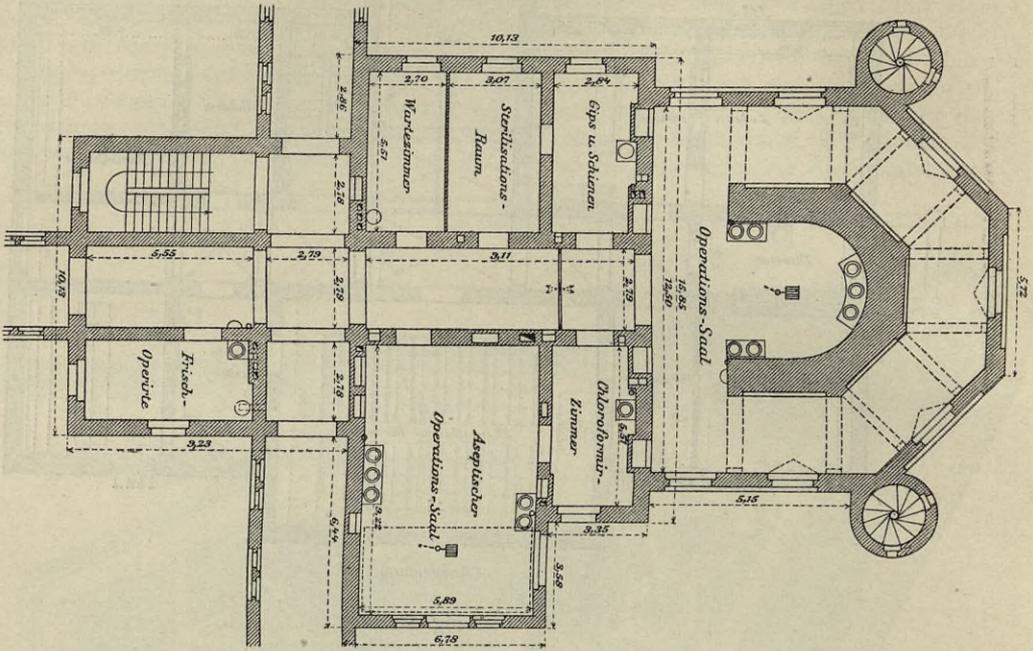 10,13
2,86
2,70
3,07
2,84
Wartezimmer
5,51
Sterilisations-
Raum
Gips u. Schienen
2,78
5,55
2,79
2,79
9,11
2,79
15,85
12,50
Operations-Saal
5,72
10,13
Frisch-
Operirte
2,78
9,23
6,44
Aseptischer
Operations-Saal
9,22
5,89
6,78
Chloroformir-
Zimmer
5,57
3,35
3,58
5,15